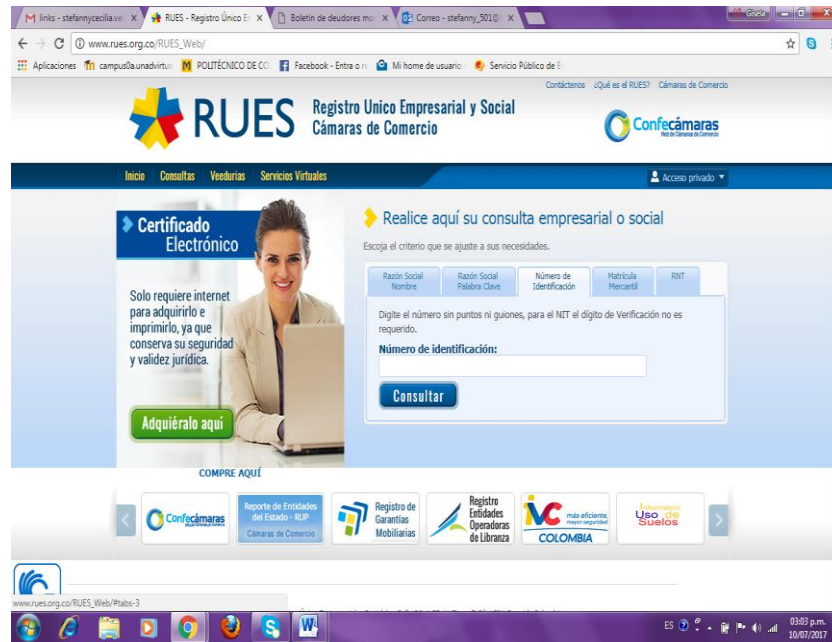 links - stefannycecilia.ve
RUES - Registro Único E
Boletín de deudores mo
Correo - stefanny_501@
Gisela
www.rues.org.co/RUES_Web/
Aplicaciones
campus0a.unadvirtu
POLITÉCNICO DE CO
Facebook - Entra o r
Mi home de usuario
Servicio Público de E
Contáctenos ¿Qué es el RUES? Cámaras de Comercio
RUES
Registro Unico Empresarial y Social
Cámaras de Comercio
Confecámaras
Red de Cámaras de Comercio
Inicio Consultas Veedurias Servicios Virtuales
Acceso privado
Certificado
Electrónico
Solo requiere internet
para adquirirlo e
imprimirlo, ya que
conserva su seguridad
y validez jurídica.
Adquiéralo aquí
Realice aquí su consulta empresarial o social
Escoja el criterio que se ajuste a sus necesidades.
Razón Social
Nombre
Razón Social
Palabra Clave
Número de
Identificación
Matrícula
Mercantil
RNT
Digite el número sin puntos ni guiones, para el NIT el dígito de Verificación no es
requerido.
Número de identificación:
Consultar
COMPRE AQUÍ
Confecámaras
Reporte de Entidades
del Estado - RUP
Cámaras de Comercio
Registro de
Garantías
Mobiliarias
Registro
Entidades
Operadoras
de Libranza
IVC
más eficiente,
mayor seguridad
COLOMBIA
Uso de
Suelos
www.rues.org.co/RUES_Web/#tabs-3
ES
03:03 p.m.
10/07/2017